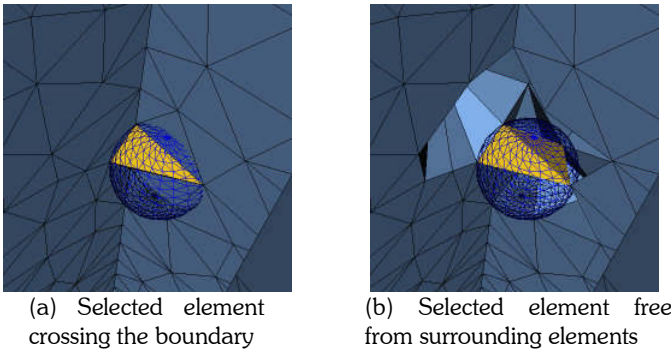 (a) Selected element
crossing the boundary
(b) Selected element free
from surrounding elements